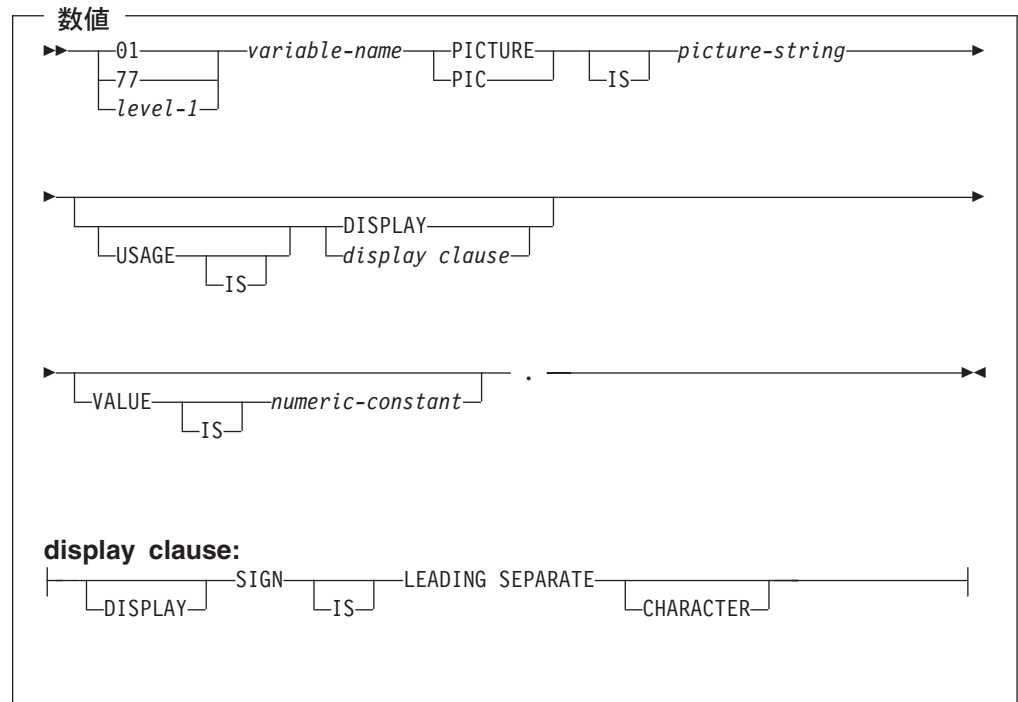 数値
01 variable-name PICTURE picture-string
77 PIC IS
level-1
DISPLAY
USAGE display clause
IS
.
VALUE numeric-constant
IS
display clause:
SIGN LEADING SEPARATE
DISPLAY IS CHARACTER